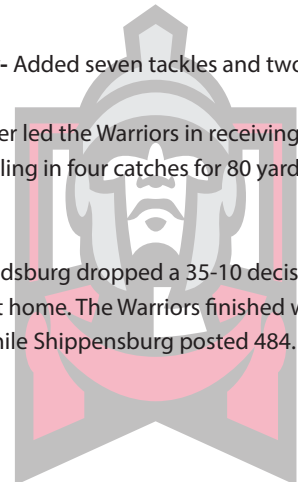 - Added seven tackles and two
er led the Warriors in receiving
ling in four catches for 80 yard
dsburg dropped a 35-10 decis
t home. The Warriors finished w
hile Shippensburg posted 484.